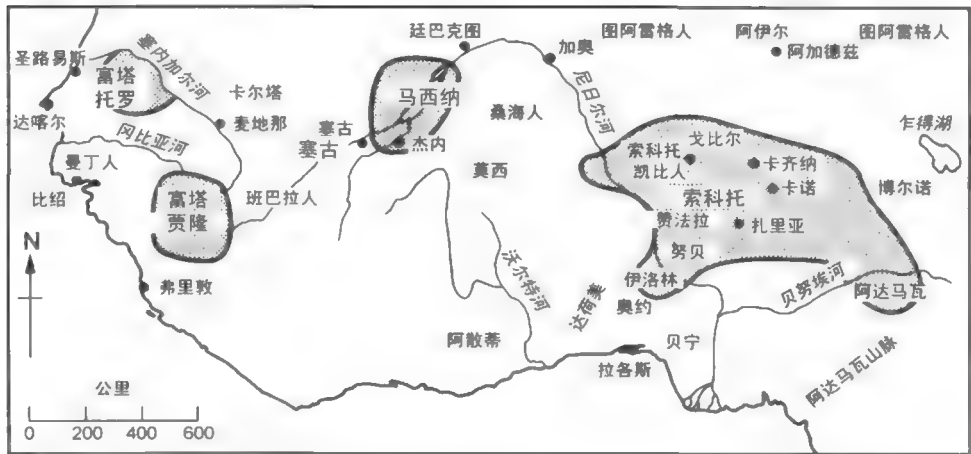 廷巴克图
图阿雷格人
阿伊尔
图阿雷格人
阿加德兹
加奥
圣路易斯
塞内加尔河
富塔
托罗
卡尔塔
麦地那
达喀尔
冈比亚河
曼丁人
比绍
马西纳
塞古
塞古
杰内
桑海人
尼日尔河
莫西
班巴拉人
富塔
贾隆
弗里敦
乍得湖
戈比尔
索科托
凯比人
卡齐纳
卡诺
博尔诺
索科托
赞法拉
扎里亚
努贝
伊洛林
贝努埃河
阿达马瓦
沃尔特河
达荷美
奥约
阿散蒂
贝宁
拉各斯
阿达马瓦山脉
N
公里
0 200 400 600